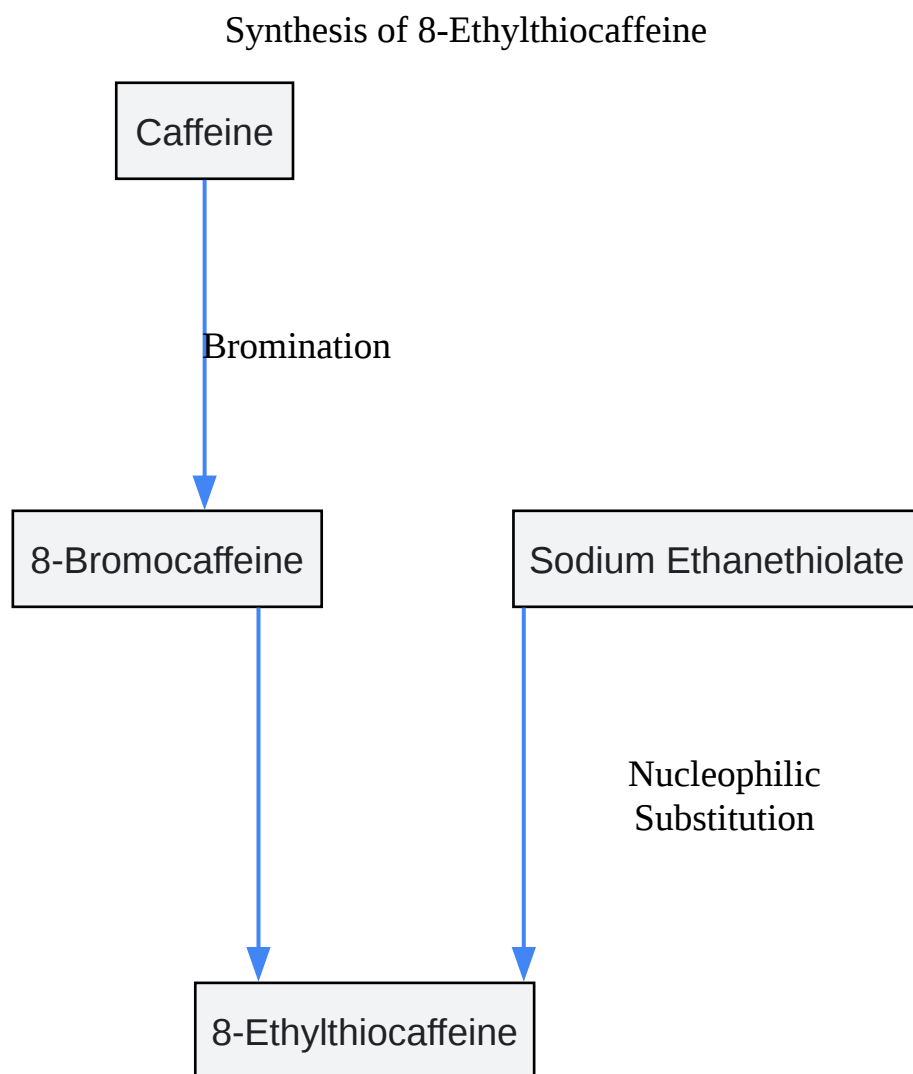 Synthesis of 8-Ethylthiocaffeine
Caffeine
Bromination
8-Bromocaffeine
Sodium Ethanethiolate
Nucleophilic
Substitution
8-Ethylthiocaffeine